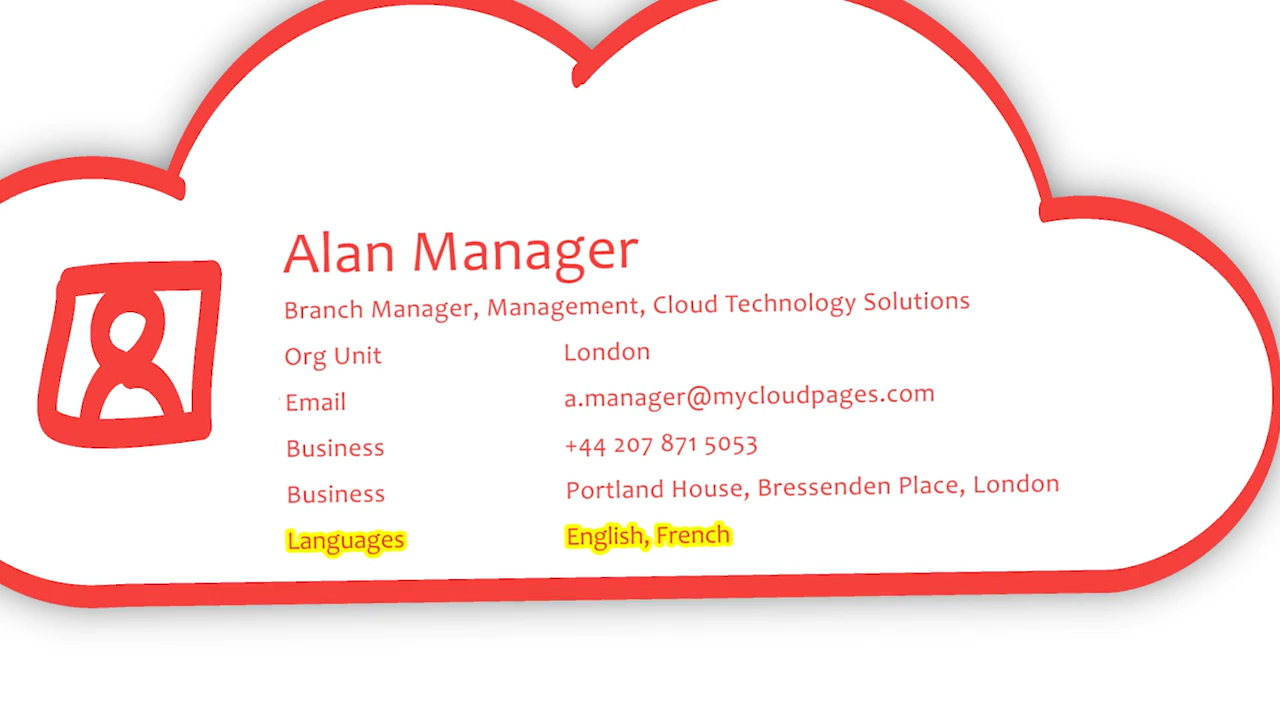 Alan Manager
Branch Manager, Management, Cloud Technology Solutions
Org Unit London
Email a.manager@mycloudpages.com
Business +44 207 871 5053
Business Portland House, Bressenden Place, London
Languages English, French